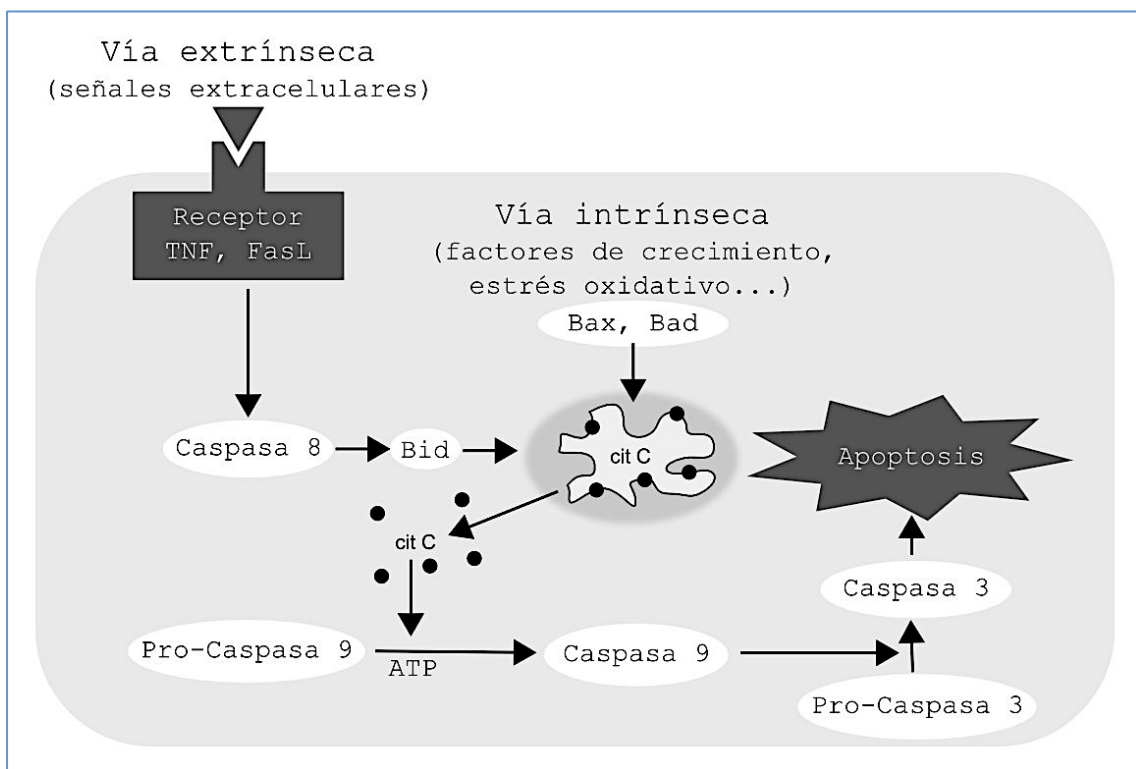 Vía extrínseca
(señales extracelulares)
Receptor
TNF, FasL
Vía intrínseca
(factores de crecimiento,
estrés oxidativo...)
Bax, Bad
Caspasa 8
Bid
cit C
Apoptosis
cit C
Caspasa 3
Pro-Caspasa 9
ATP
Caspasa 9
Pro-Caspasa 3